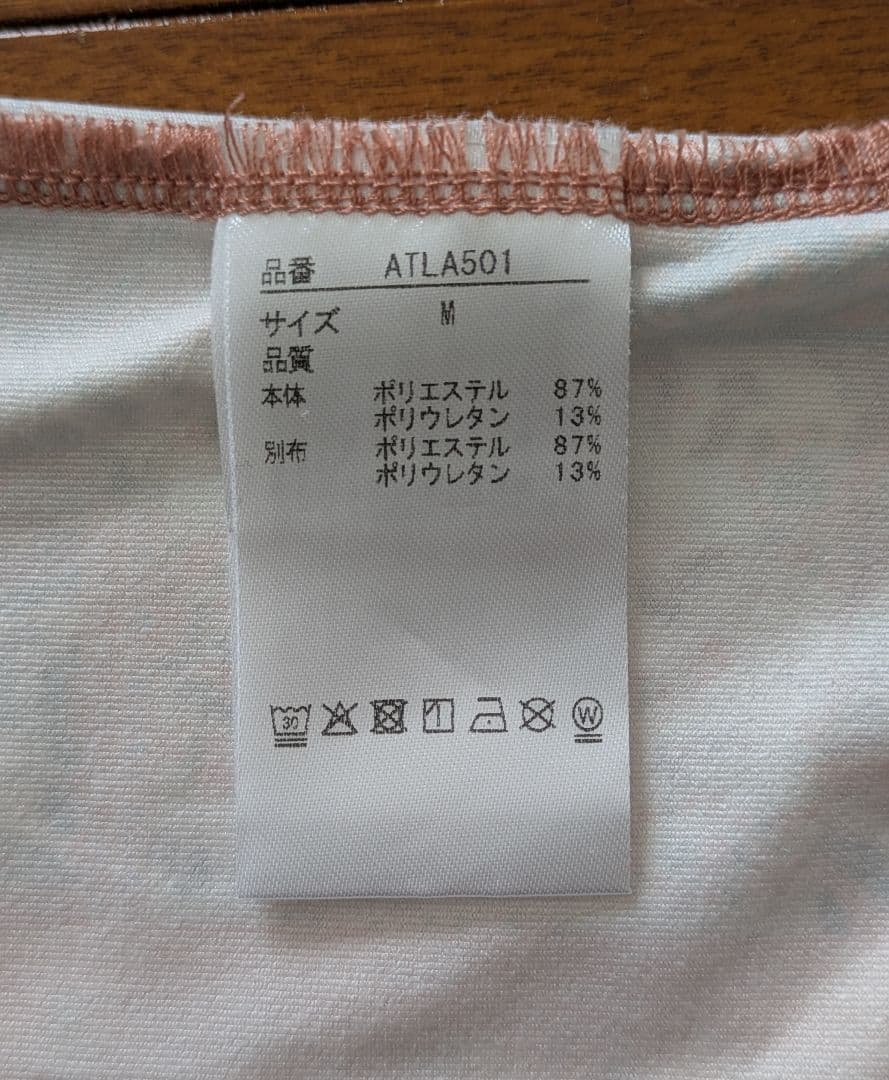 品番 ATLA501
サイズ M
品質
本体 ポリエステル 87%
ポリウレタン 13%
別布 ポリエステル 87%
ポリウレタン 13%
30 W